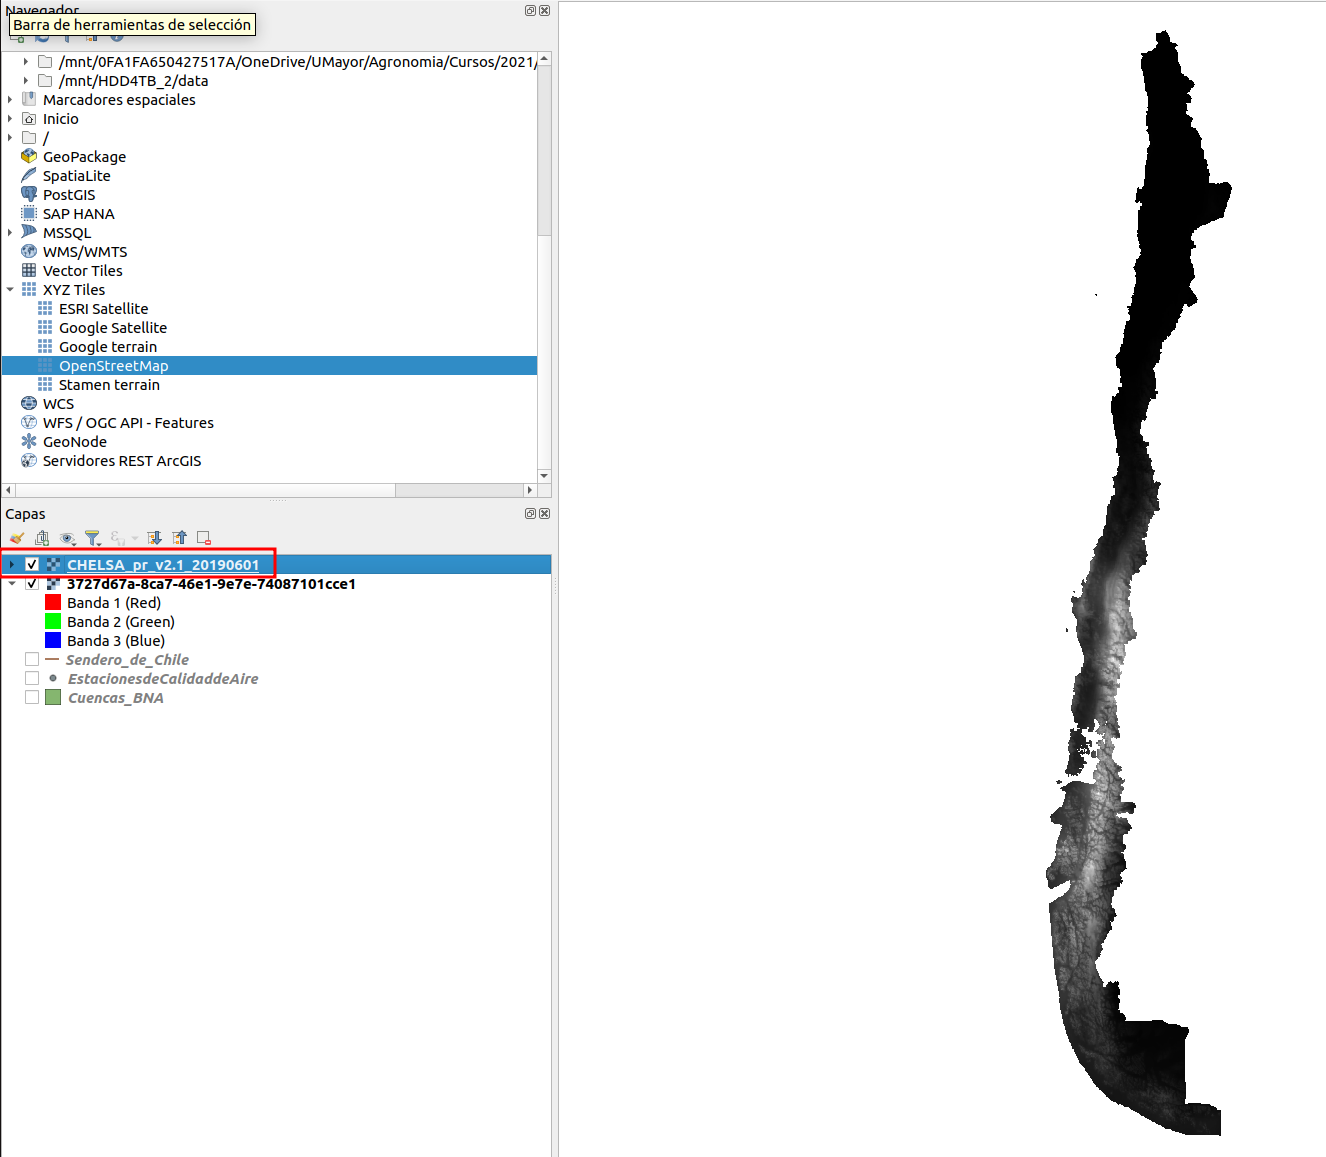 Navegador
Barra de herramientas de selección
/mnt/0FA1FA650427517A/OneDrive/UMayor/Agronomia/Cursos/2021/
/mnt/HDD4TB_2/data
Marcadores espaciales
Inicio
/
GeoPackage
SpatiaLite
PostGIS
SAP HANA
MSSQL
WMS/WMTS
Vector Tiles
XYZ Tiles
ESRI Satellite
Google Satellite
Google terrain
OpenStreetMap
Stamen terrain
WCS
WFS / OGC API - Features
GeoNode
Servidores REST ArcGIS
Capas
CHELSA_pr_v2.1_20190601
3727d67a-8ca7-46e1-9e7e-74087101cce1
Banda 1 (Red)
Banda 2 (Green)
Banda 3 (Blue)
Sendero_de_Chile
EstacionesdeCalidaddeAire
Cuencas_BNA